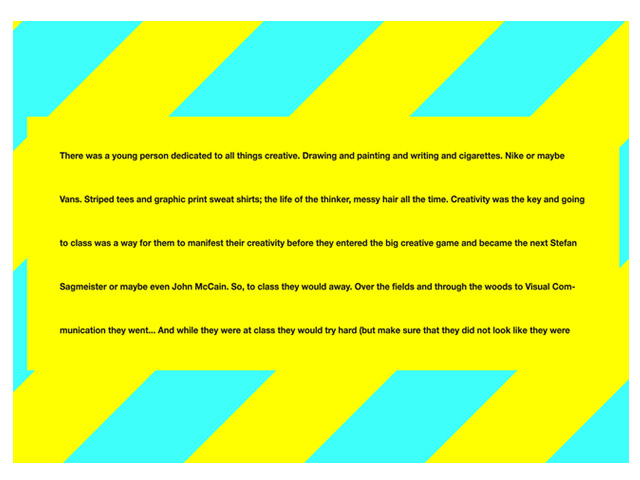 There was a young person dedicated to all things creative. Drawing and painting and writing and cigarettes. Nike or maybe
Vans. Striped tees and graphic print sweat shirts; the life of the thinker, messy hair all the time. Creativity was the key and going
to class was a way for them to manifest their creativity before they entered the big creative game and became the next Stefan
Sagmeister or maybe even John McCain. So, to class they would away. Over the fields and through the woods to Visual Com-
munication they went... And while they were at class they would try hard (but make sure that they did not look like they were